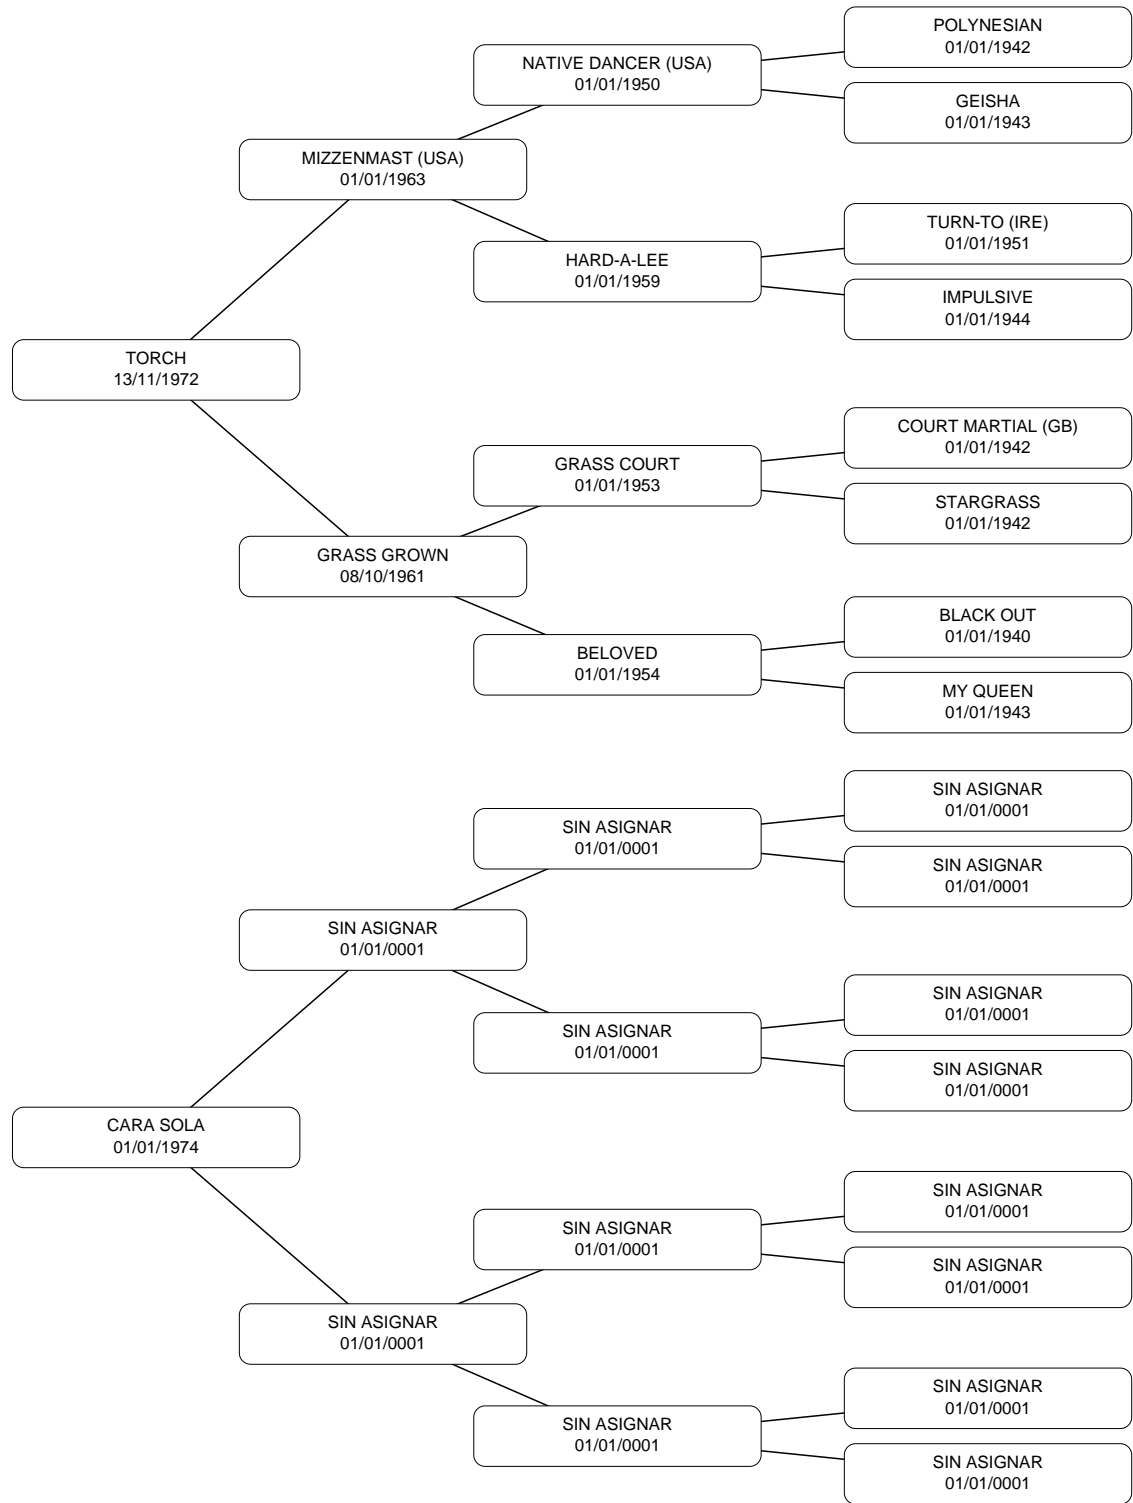 POLYNESIAN
01/01/1942
NATIVE DANCER (USA)
01/01/1950
GEISHA
01/01/1943
MIZZENMAST (USA)
01/01/1963
TURN-TO (IRE)
01/01/1951
HARD-A-LEE
01/01/1959
IMPULSIVE
01/01/1944
TORCH
13/11/1972
COURT MARTIAL (GB)
01/01/1942
GRASS COURT
01/01/1953
STARGRASS
01/01/1942
GRASS GROWN
08/10/1961
BLACK OUT
01/01/1940
BELOVED
01/01/1954
MY QUEEN
01/01/1943
SIN ASIGNAR
01/01/0001
SIN ASIGNAR
01/01/0001
SIN ASIGNAR
01/01/0001
SIN ASIGNAR
01/01/0001
SIN ASIGNAR
01/01/0001
SIN ASIGNAR
01/01/0001
SIN ASIGNAR
01/01/0001
CARA SOLA
01/01/1974
SIN ASIGNAR
01/01/0001
SIN ASIGNAR
01/01/0001
SIN ASIGNAR
01/01/0001
SIN ASIGNAR
01/01/0001
SIN ASIGNAR
01/01/0001
SIN ASIGNAR
01/01/0001
SIN ASIGNAR
01/01/0001